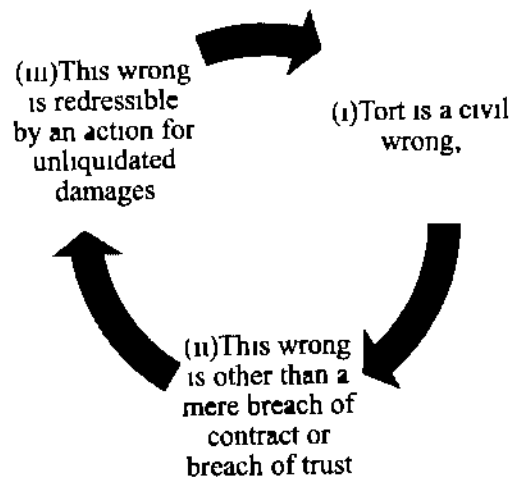 (i)Tort is a civil
wrong,
(ii)This wrong
is other than a
mere breach of
contract or
breach of trust
(iii)This wrong
is redressible
by an action for
unliquidated
damages